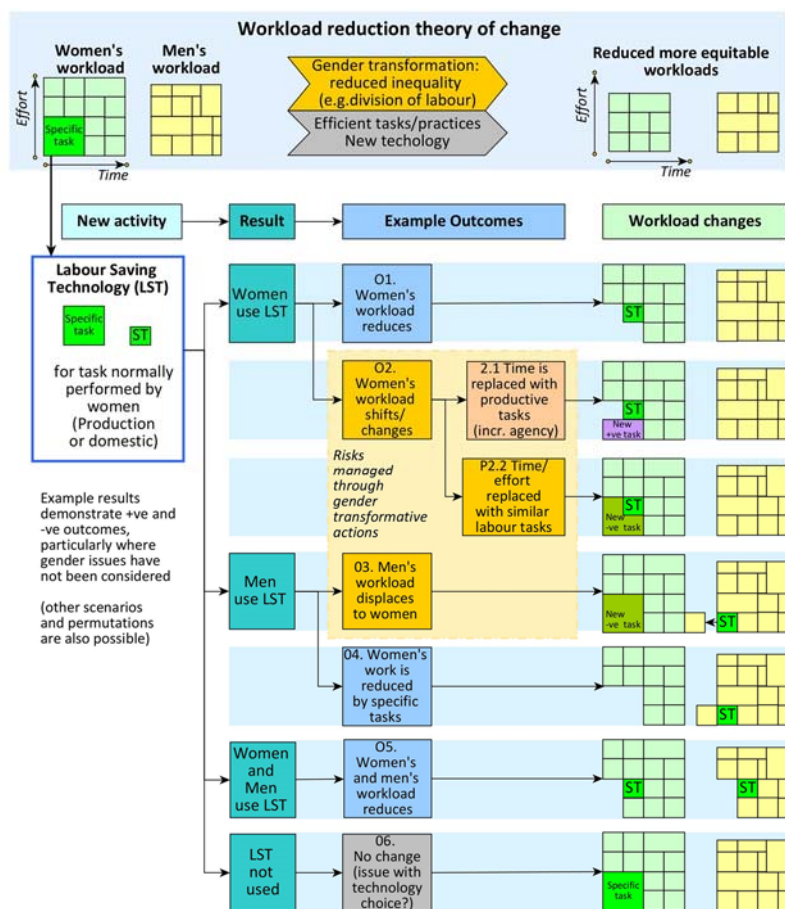 Workload reduction theory of change
Women's
workload
Men's
workload
Effort
Specific
task
Time
Gender transformation:
reduced inequality
(e.g.division of labour)
Efficient tasks/practices
New techology
Reduced more equitable
workloads
Effort
Time
New activity
Result
Example Outcomes
Workload changes
Labour Saving
Technology (LST)
Specific
task
ST
for task normally
performed by
women
(Production
or domestic)
Example results
demonstrate +ve and
-ve outcomes,
particularly where
gender issues have
not been considered
(other scenarios
and permutations
are also possible)
Women
use LST
O1.
Women's
workload
reduces
ST
O2.
Women's
workload
shifts/
changes
2.1 Time is
replaced with
productive
tasks
(incr. agency)
ST
New
+ve task
Risks
managed
through
gender
transformative
actions
P2.2 Time/
effort
replaced
with similar
labour tasks
ST
New
-ve task
Men
use LST
03. Men's
workload
displaces
to women
New
-ve task
ST
04. Women's
work is
reduced
by specific
tasks
ST
Women
and
Men
use LST
O5.
Women's
and men's
workload
reduces
ST
ST
LST
not
used
06.
No change
(issue with
technology
choice?)
Specific
task